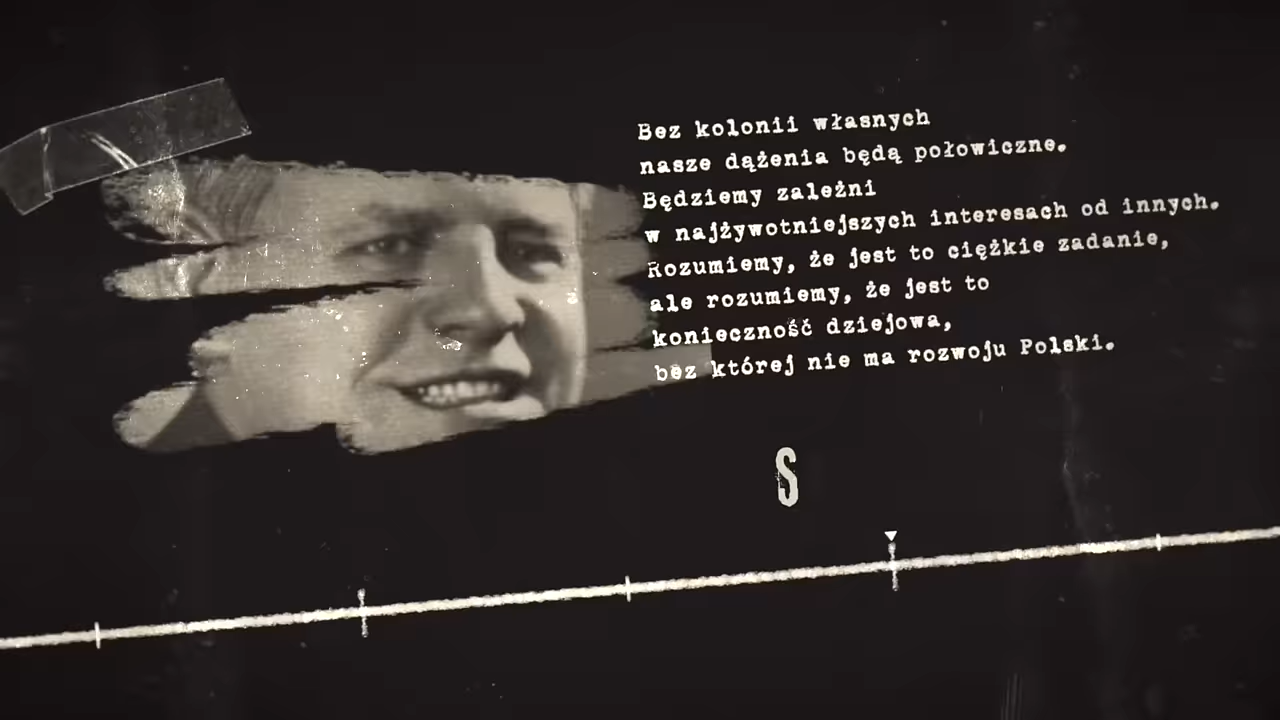 Bez kolonii własnych
nasze dążenia będą połowiczne.
Będziemy zależni
w najżywotniejszych interesach od innych.
Rozumiemy, że jest to ciężkie zadanie,
ale rozumiemy, że jest to
konieczność dziejowa,
bez której nie ma rozwoju Polski.
S